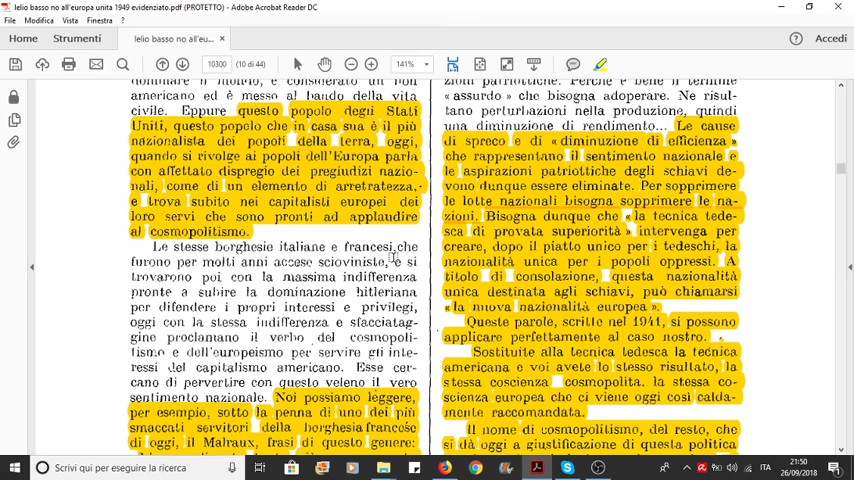 lelio basso no all'europa unita 1949 evidenziato.pdf (PROTETTO) - Adobe Acrobat Reader DC
File Modifica Vista Finestra ?
Home Strumenti lelio basso no all'eu... × ? Accedi
10300 (10 di 44) 141%
dominare il mondo, è considerato un non
americano ed è messo al bando della vita
civile. Eppure questo popolo degli Stati
Uniti, questo popolo che in casa sua è il più
nazionalista dei popoli della terra, oggi,
quando si rivolge ai popoli dell'Europa parla
con affettato dispregio dei pregiudizi nazio-
nali, come di un elemento di arretratezza,
e trova subito nei capitalisti europei dei
loro servi che sono pronti ad applaudire
al cosmopolitismo.
Le stesse borghesie italiane e francesi che
furono per molti anni accese scioviniste, e si
trovarono poi con la massima indifferenza
pronte a subire la dominazione hitleriana
per difendere i propri interessi e privilegi,
oggi con la stessa indifferenza e sfacciatag-
gine proclamano il verbo del cosmopoli-
tismo e dell'europeismo per servire gli inte-
ressi del capitalismo americano. Esse cer-
cano di pervertire con questo veleno il vero
sentimento nazionale. Noi possiamo leggere,
per esempio, sotto la penna di uno dei più
smaccati servitori della borghesia francese
di oggi, il Malraux, frasi di questo genere:
zioni patriottiche. Perchè è bene il termine
« assurdo » che bisogna adoperare. Ne risul-
tano perturbazioni nella produzione, quindi
una diminuzione di rendimento... Le cause
di spreco e di « diminuzione di efficienza »
che rappresentano il sentimento nazionale e
le aspirazioni patriottiche degli schiavi de-
vono dunque essere eliminate. Per sopprimere
le lotte nazionali bisogna sopprimere le na-
zioni. Bisogna dunque che « la tecnica tede-
sca di provata superiorità » intervenga per
creare, dopo il piatto unico per i tedeschi, la
nazionalità unica per i popoli oppressi. A
titolo di consolazione, questa nazionalità
unica destinata agli schiavi, può chiamarsi
« la nuova nazionalità europea ».
Queste parole, scritte nel 1941, si possono
applicare perfettamente al caso nostro.
Sostituite alla tecnica tedesca la tecnica
americana e voi avete lo stesso risultato, la
stessa coscienza cosmopolita, la stessa co-
scienza europea che ci viene oggi così calda-
mente raccomandata.
Il nome di cosmopolitismo, del resto, che
si dà oggi a giustificazione di questa politica
Scrivi qui per eseguire la ricerca
ITA
21:50
26/09/2018